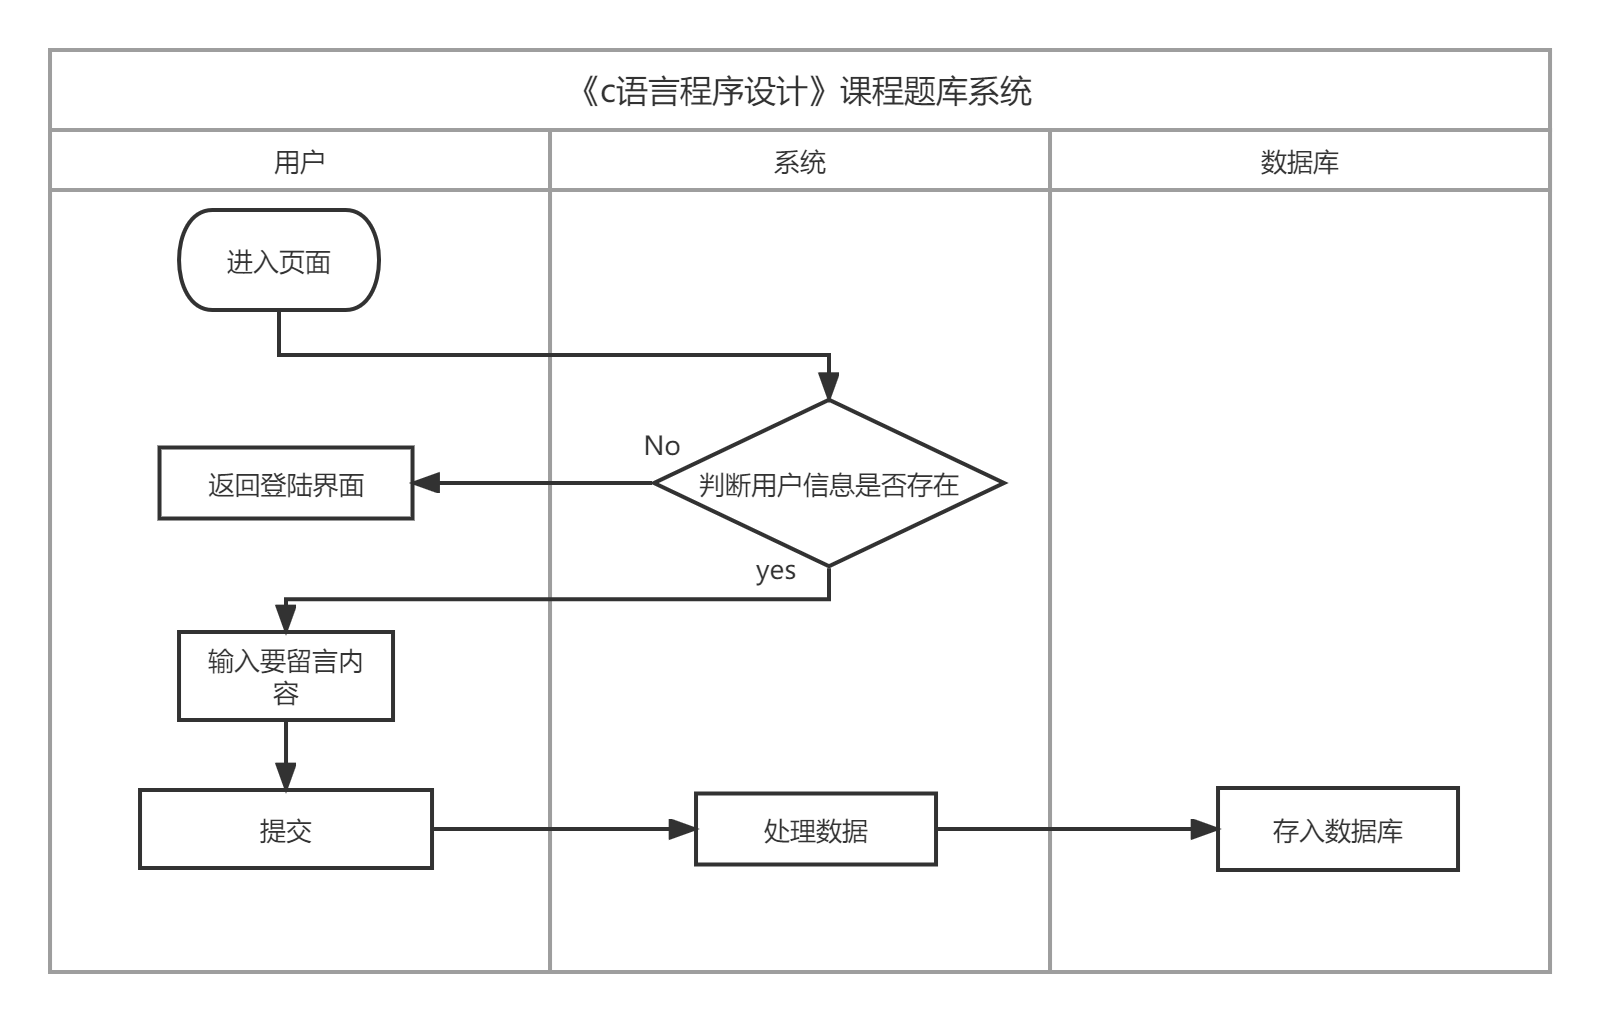 《c语言程序设计》课程题库系统
用户
系统
数据库
进入页面
No
返回登陆界面
判断用户信息是否存在
yes
输入要留言内
容
提交
处理数据
存入数据库